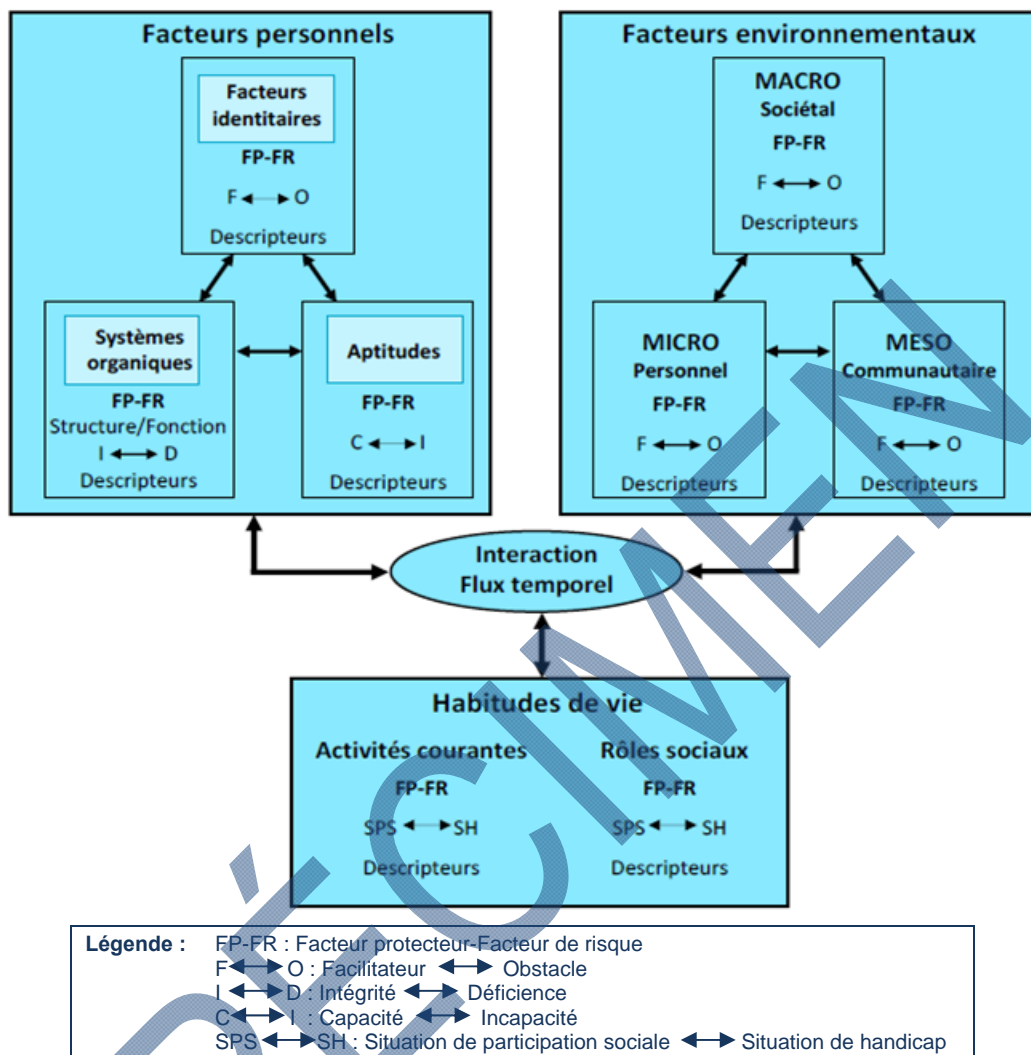 Facteurs personnels
Facteurs
identitaires
FP-FR
F ↔ O
Descripteurs
Systèmes
organiques
FP-FR
Structure/Fonction
I ↔ D
Descripteurs
Aptitudes
FP-FR
C ↔ I
Descripteurs
Facteurs environnementaux
MACRO
Sociétal
FP-FR
F ↔ O
Descripteurs
MICRO
Personnel
FP-FR
F ↔ O
Descripteurs
MESO
Communautaire
FP-FR
F ↔ O
Descripteurs
Interaction
Flux temporel
Habitudes de vie
Activités courantes
FP-FR
SPS ↔ SH
Descripteurs
Rôles sociaux
FP-FR
SPS ↔ SH
Descripteurs
Légende : FP-FR : Facteur protecteur-Facteur de risque
F ↔ O : Facilitateur ↔ Obstacle
I ↔ D : Intégrité ↔ Déficience
C ↔ I : Capacité ↔ Incapacité
SPS ↔ SH : Situation de participation sociale ↔ Situation de handicap
PÉCIMEN